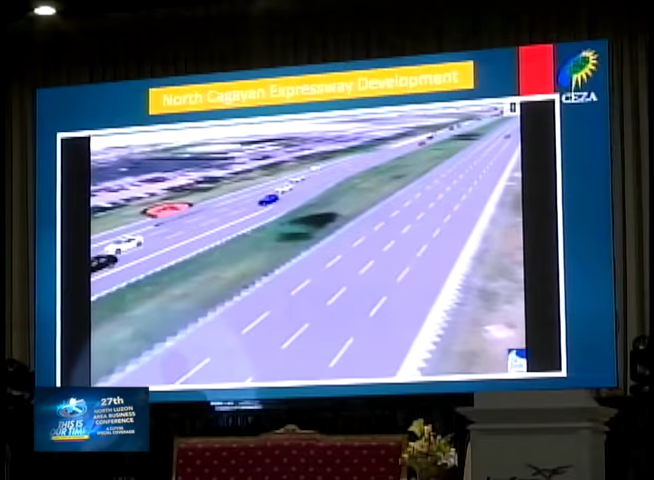 North Cagayan Expressway Development
CEZA
27th
NORTH LUZON
AREA BUSINESS
CONFERENCE
THIS IS
OUR TIME